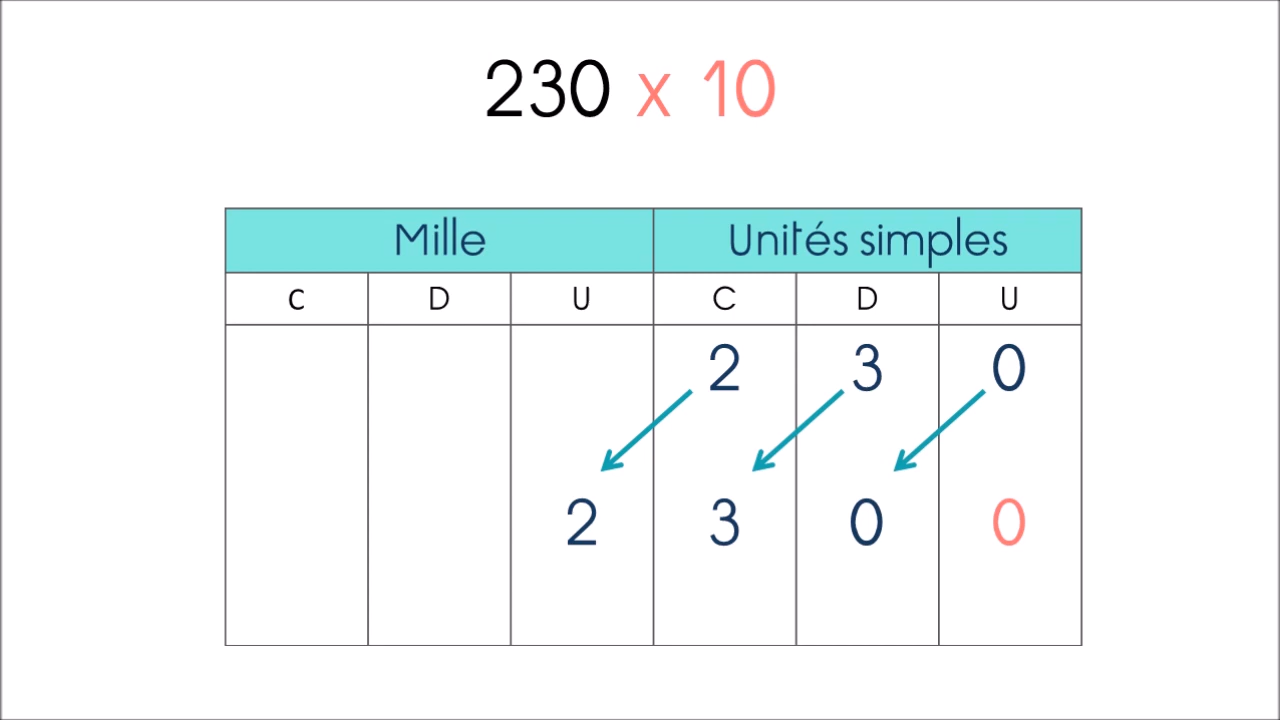 230 x 10
Mille Unités simples
C D U C D U
2 3 0
2 3 0 0